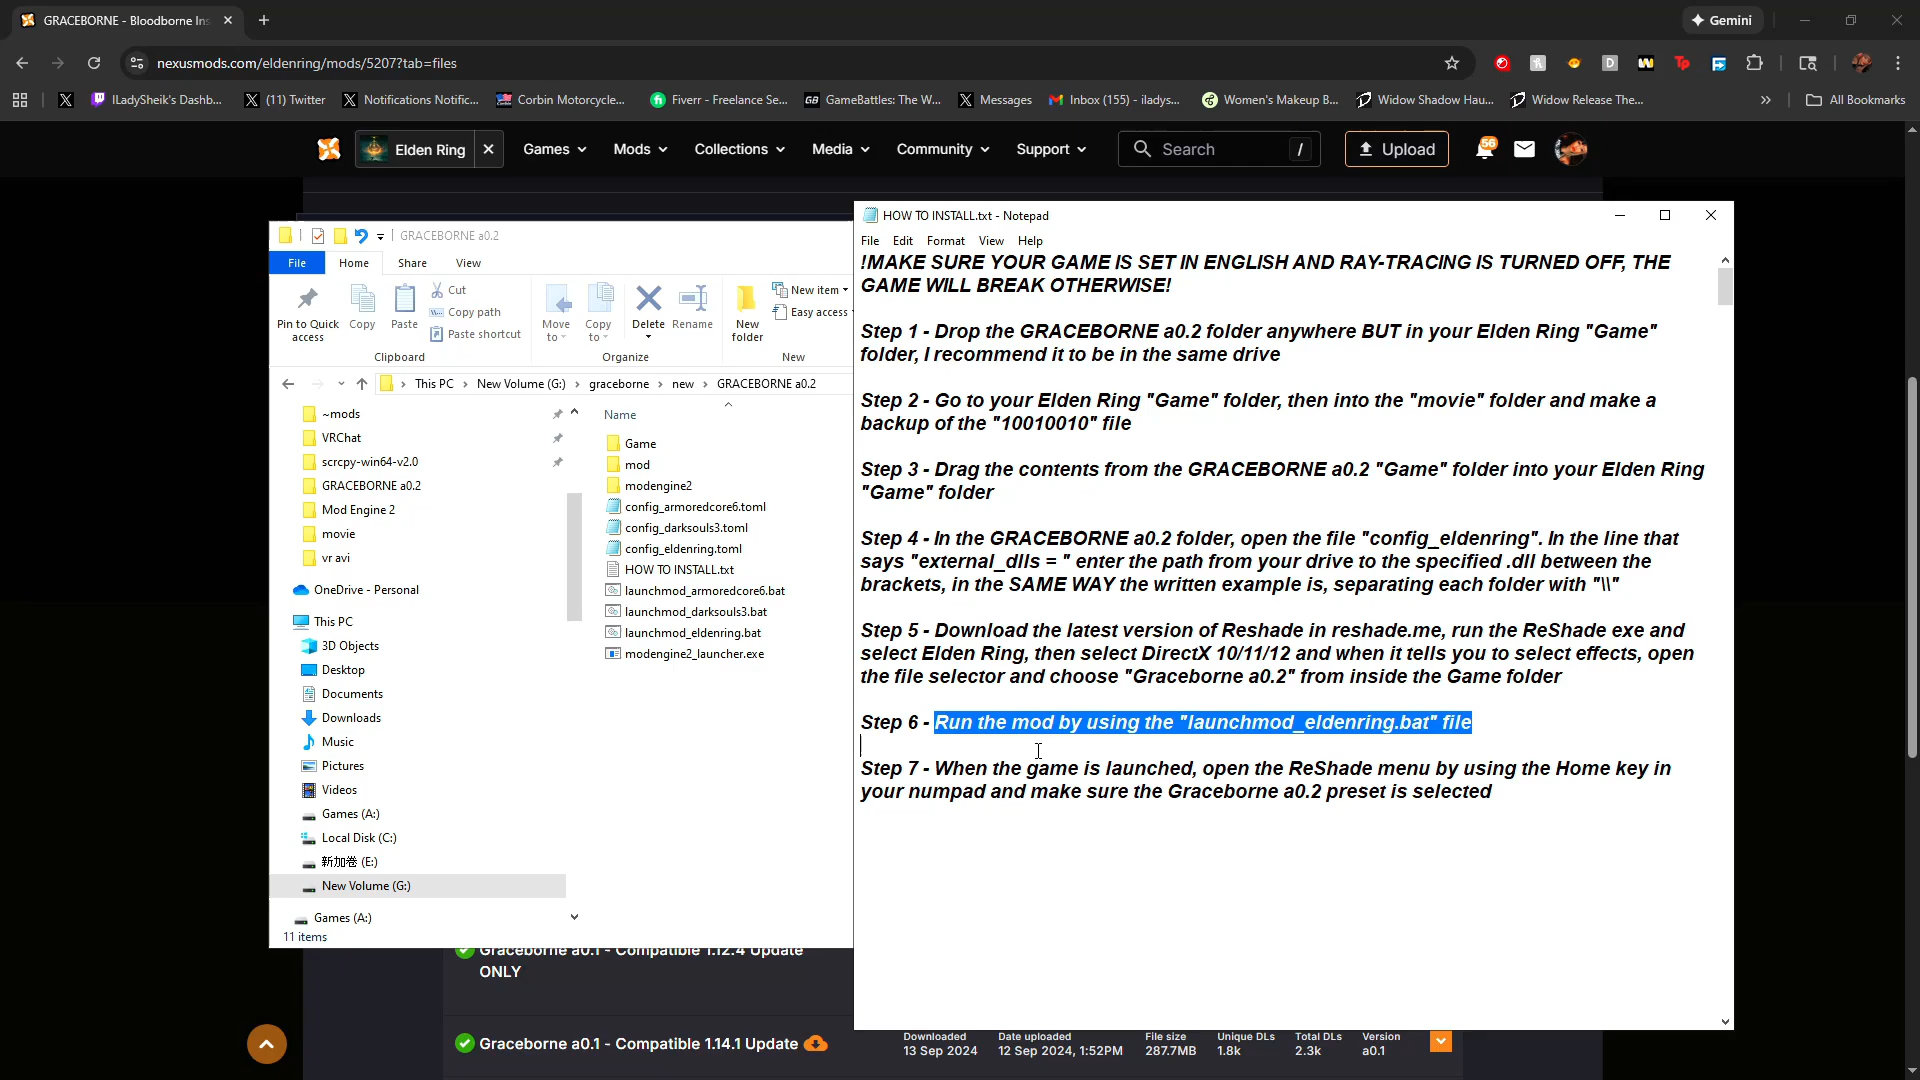 GRACEBORNE - Bloodborne Ins
Gemini
nexusmods.com/eldenring/mods/5207?tab=files
ILadySheik's Dashb...
(11) Twitter
Notifications Notific...
Corbin Motorcycle...
Fiverr - Freelance Se...
GameBattles: The W...
Messages
Inbox (155) - iladys...
Women's Makeup B...
Widow Shadow Hau...
Widow Release The...
All Bookmarks
Elden Ring
Games
Mods
Collections
Media
Community
Support
Search
/
Upload
56
GRACEBORNE a0.2
File
Home
Share
View
Pin to Quick access
Copy
Paste
Cut
Copy path
Paste shortcut
Clipboard
Move to
Copy to
Delete
Rename
Organize
New folder
New item
Easy access
New
This PC > New Volume (G:) > graceborne > new > GRACEBORNE a0.2
~mods
VRChat
scrcpy-win64-v2.0
GRACEBORNE a0.2
Mod Engine 2
movie
vr avi
OneDrive - Personal
This PC
3D Objects
Desktop
Documents
Downloads
Music
Pictures
Videos
Games (A:)
Local Disk (C:)
新加卷 (E:)
New Volume (G:)
Games (A:)
11 items
Name
Game
mod
modengine2
config_armoredcore6.toml
config_darksouls3.toml
config_eldenring.toml
HOW TO INSTALL.txt
launchmod_armoredcore6.bat
launchmod_darksouls3.bat
launchmod_eldenring.bat
modengine2_launcher.exe
HOW TO INSTALL.txt - Notepad
File Edit Format View Help
!MAKE SURE YOUR GAME IS SET IN ENGLISH AND RAY-TRACING IS TURNED OFF, THE
GAME WILL BREAK OTHERWISE!
Step 1 - Drop the GRACEBORNE a0.2 folder anywhere BUT in your Elden Ring "Game"
folder, I recommend it to be in the same drive
Step 2 - Go to your Elden Ring "Game" folder, then into the "movie" folder and make a
backup of the "10010010" file
Step 3 - Drag the contents from the GRACEBORNE a0.2 "Game" folder into your Elden Ring
"Game" folder
Step 4 - In the GRACEBORNE a0.2 folder, open the file "config_eldenring". In the line that
says "external_dlls = " enter the path from your drive to the specified .dll between the
brackets, in the SAME WAY the written example is, separating each folder with "\\"
Step 5 - Download the latest version of Reshade in reshade.me, run the ReShade exe and
select Elden Ring, then select DirectX 10/11/12 and when it tells you to select effects, open
the file selector and choose "Graceborne a0.2" from inside the Game folder
Step 6 - Run the mod by using the "launchmod_eldenring.bat" file
Step 7 - When the game is launched, open the ReShade menu by using the Home key in
your numpad and make sure the Graceborne a0.2 preset is selected
Graceborne a0.1 - Compatible 1.12.4 Update
ONLY
Graceborne a0.1 - Compatible 1.14.1 Update
Downloaded
13 Sep 2024
Date uploaded
12 Sep 2024, 1:52PM
File size
287.7MB
Unique DLs
1.8k
Total DLs
2.3k
Version
a0.1